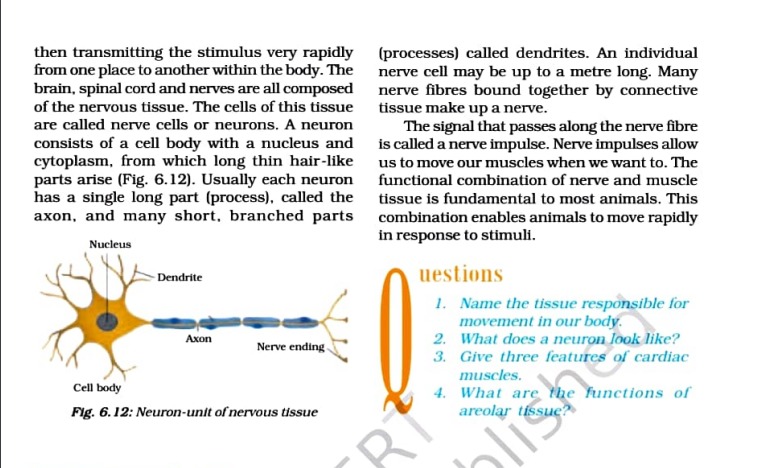 then transmitting the stimulus very rapidly
from one place to another within the body. The
brain, spinal cord and nerves are all composed
of the nervous tissue. The cells of this tissue
are called nerve cells or neurons. A neuron
consists of a cell body with a nucleus and
cytoplasm, from which long thin hair-like
parts arise (Fig. 6.12). Usually each neuron
has a single long part (process), called the
axon, and many short, branched parts
Nucleus
Dendrite
Axon
Nerve ending
Cell body
Fig. 6.12: Neuron-unit of nervous tissue
(processes) called dendrites. An individual
nerve cell may be up to a metre long. Many
nerve fibres bound together by connective
tissue make up a nerve.
The signal that passes along the nerve fibre
is called a nerve impulse. Nerve impulses allow
us to move our muscles when we want to. The
functional combination of nerve and muscle
tissue is fundamental to most animals. This
combination enables animals to move rapidly
in response to stimuli.
Questions
1. Name the tissue responsible for
movement in our body.
2. What does a neuron look like?
3. Give three features of cardiac
muscles.
4. What are the functions of
areolar tissue?